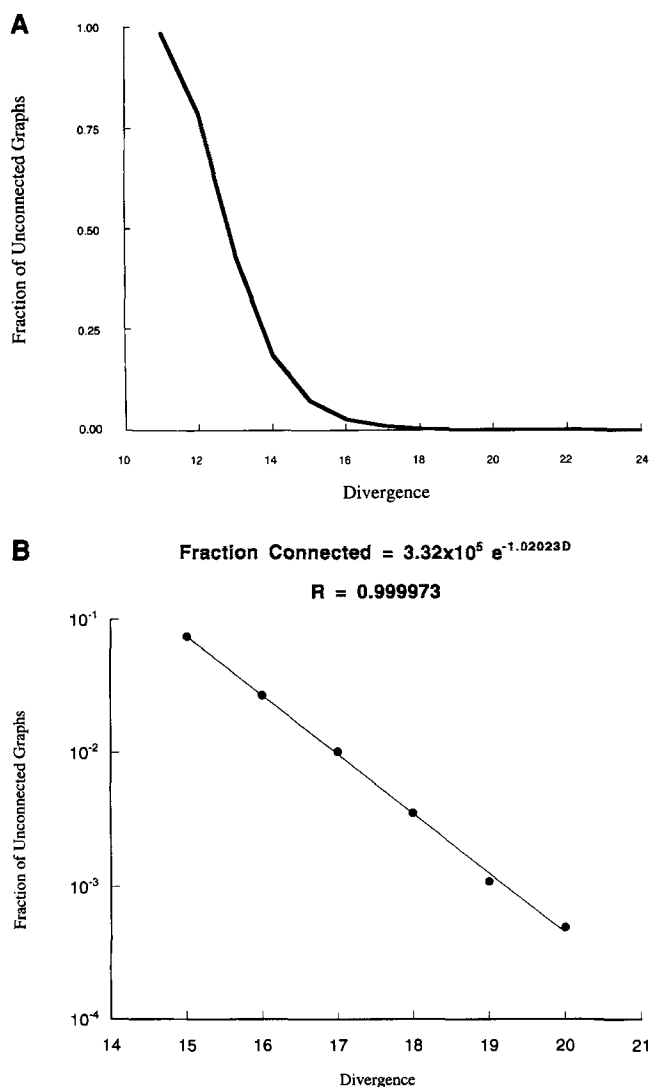 A
1.00
0.75
0.50
0.25
0.00
10 12 14 16 18 20 22 24
Fraction of Unconnected Graphs
Divergence
B
Fraction Connected = 3.32x10⁵ e⁻¹·⁰²⁰²³ᴰ
R = 0.999973
10⁻¹
10⁻²
10⁻³
10⁻⁴
14 15 16 17 18 19 20 21
Fraction of Unconnected Graphs
Divergence